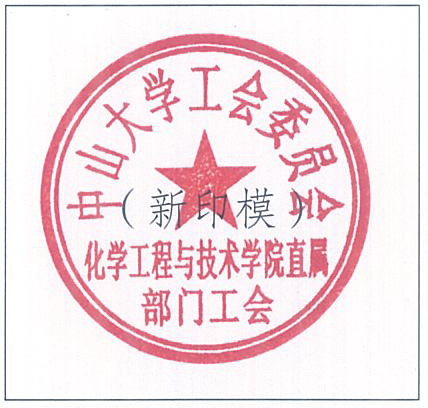 中山大学工会委员会
（新印模）
化学工程与技术学院直属
部门工会